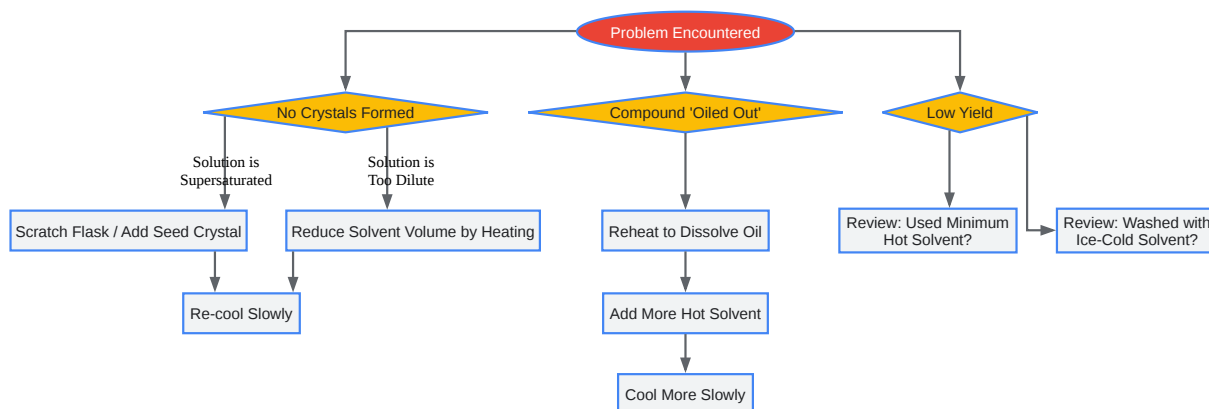 Problem Encountered
No Crystals Formed
Compound 'Oiled Out'
Low Yield
Solution is
Supersaturated
Solution is
Too Dilute
Scratch Flask / Add Seed Crystal
Reduce Solvent Volume by Heating
Reheat to Dissolve Oil
Review: Used Minimum
Hot Solvent?
Review: Washed with
Ice-Cold Solvent?
Re-cool Slowly
Add More Hot Solvent
Cool More Slowly